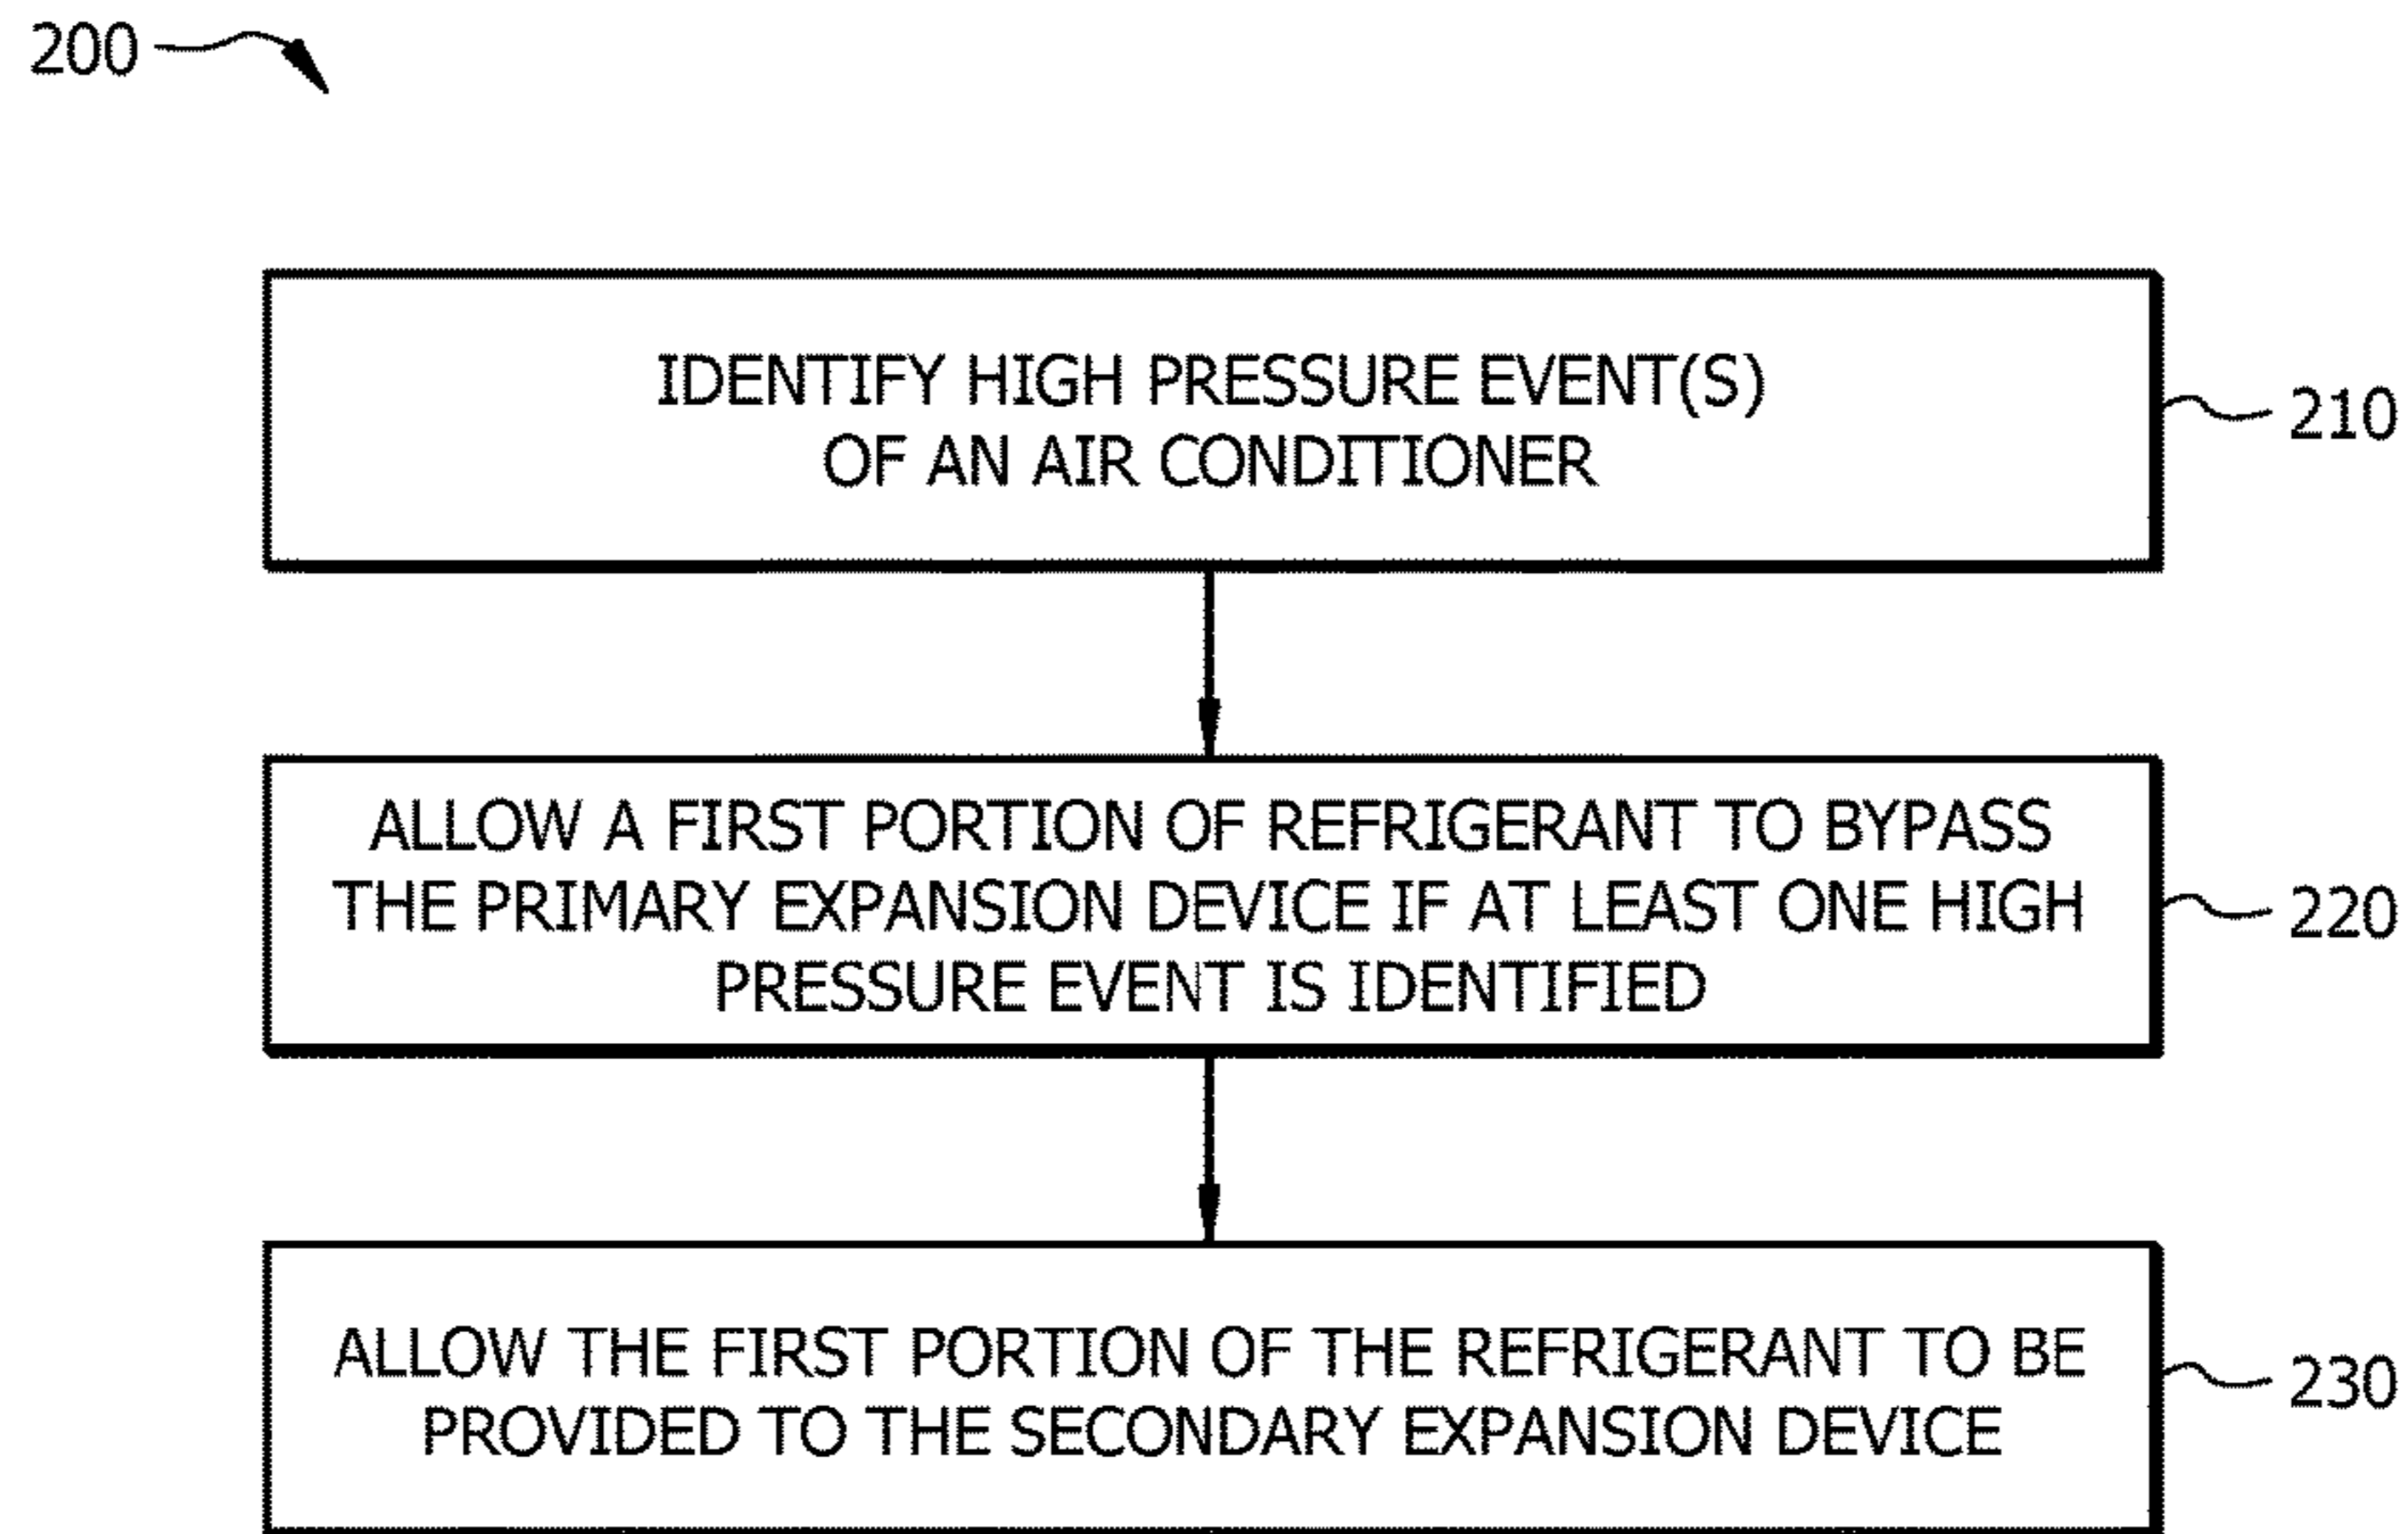 200
IDENTIFY HIGH PRESSURE EVENT(S)
OF AN AIR CONDITIONER
210
ALLOW A FIRST PORTION OF REFRIGERANT TO BYPASS
THE PRIMARY EXPANSION DEVICE IF AT LEAST ONE HIGH
PRESSURE EVENT IS IDENTIFIED
220
ALLOW THE FIRST PORTION OF THE REFRIGERANT TO BE
PROVIDED TO THE SECONDARY EXPANSION DEVICE
230